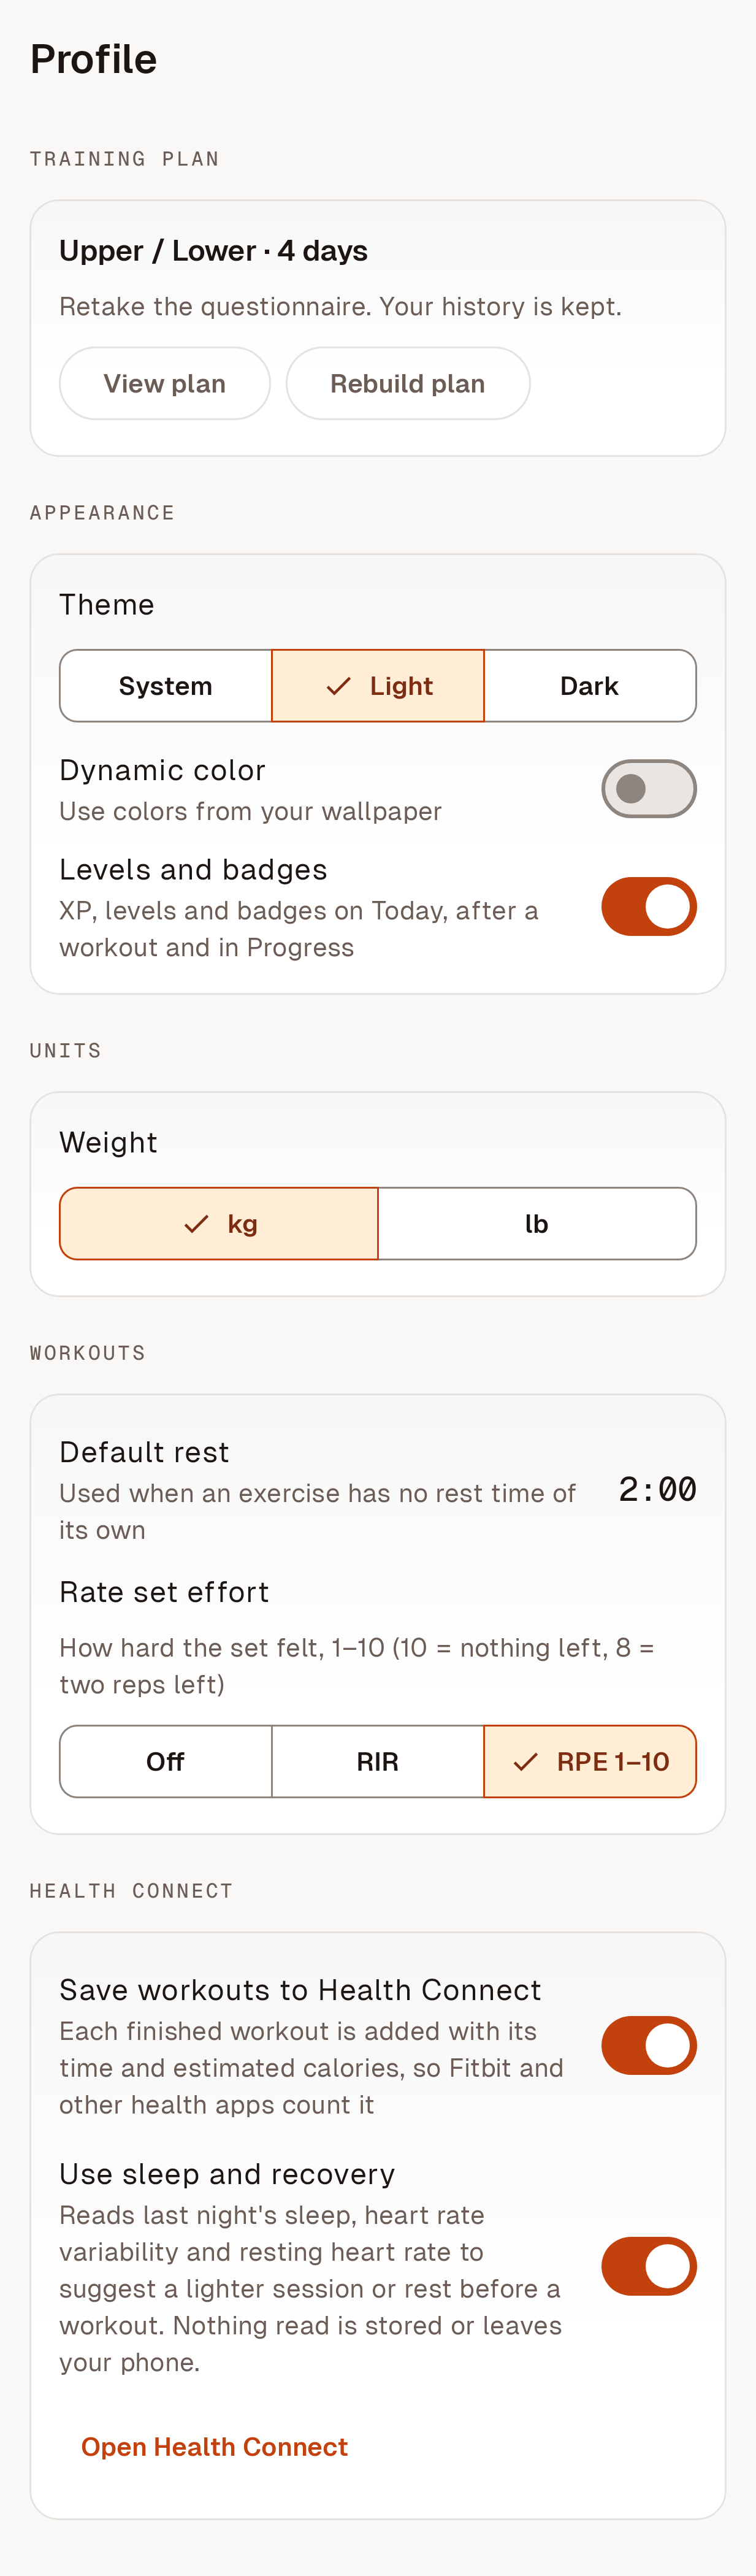 Profile
TRAINING PLAN
Upper / Lower · 4 days
Retake the questionnaire. Your history is kept.
View plan
Rebuild plan
APPEARANCE
Theme
System
Light
Dark
Dynamic color
Use colors from your wallpaper
Levels and badges
XP, levels and badges on Today, after a
workout and in Progress
UNITS
Weight
kg
lb
WORKOUTS
Default rest
Used when an exercise has no rest time of
its own
2:00
Rate set effort
How hard the set felt, 1–10 (10 = nothing left, 8 =
two reps left)
Off
RIR
RPE 1–10
HEALTH CONNECT
Save workouts to Health Connect
Each finished workout is added with its
time and estimated calories, so Fitbit and
other health apps count it
Use sleep and recovery
Reads last night's sleep, heart rate
variability and resting heart rate to
suggest a lighter session or rest before a
workout. Nothing read is stored or leaves
your phone.
Open Health Connect